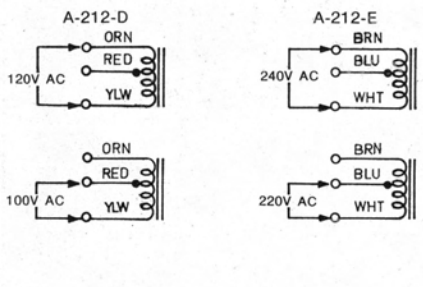 A-212-D
ORN
RED
120V AC
YLW
ORN
RED
100V AC
YLW
A-212-E
BRN
BLU
240V AC
WHT
BRN
BLU
220V AC
WHT